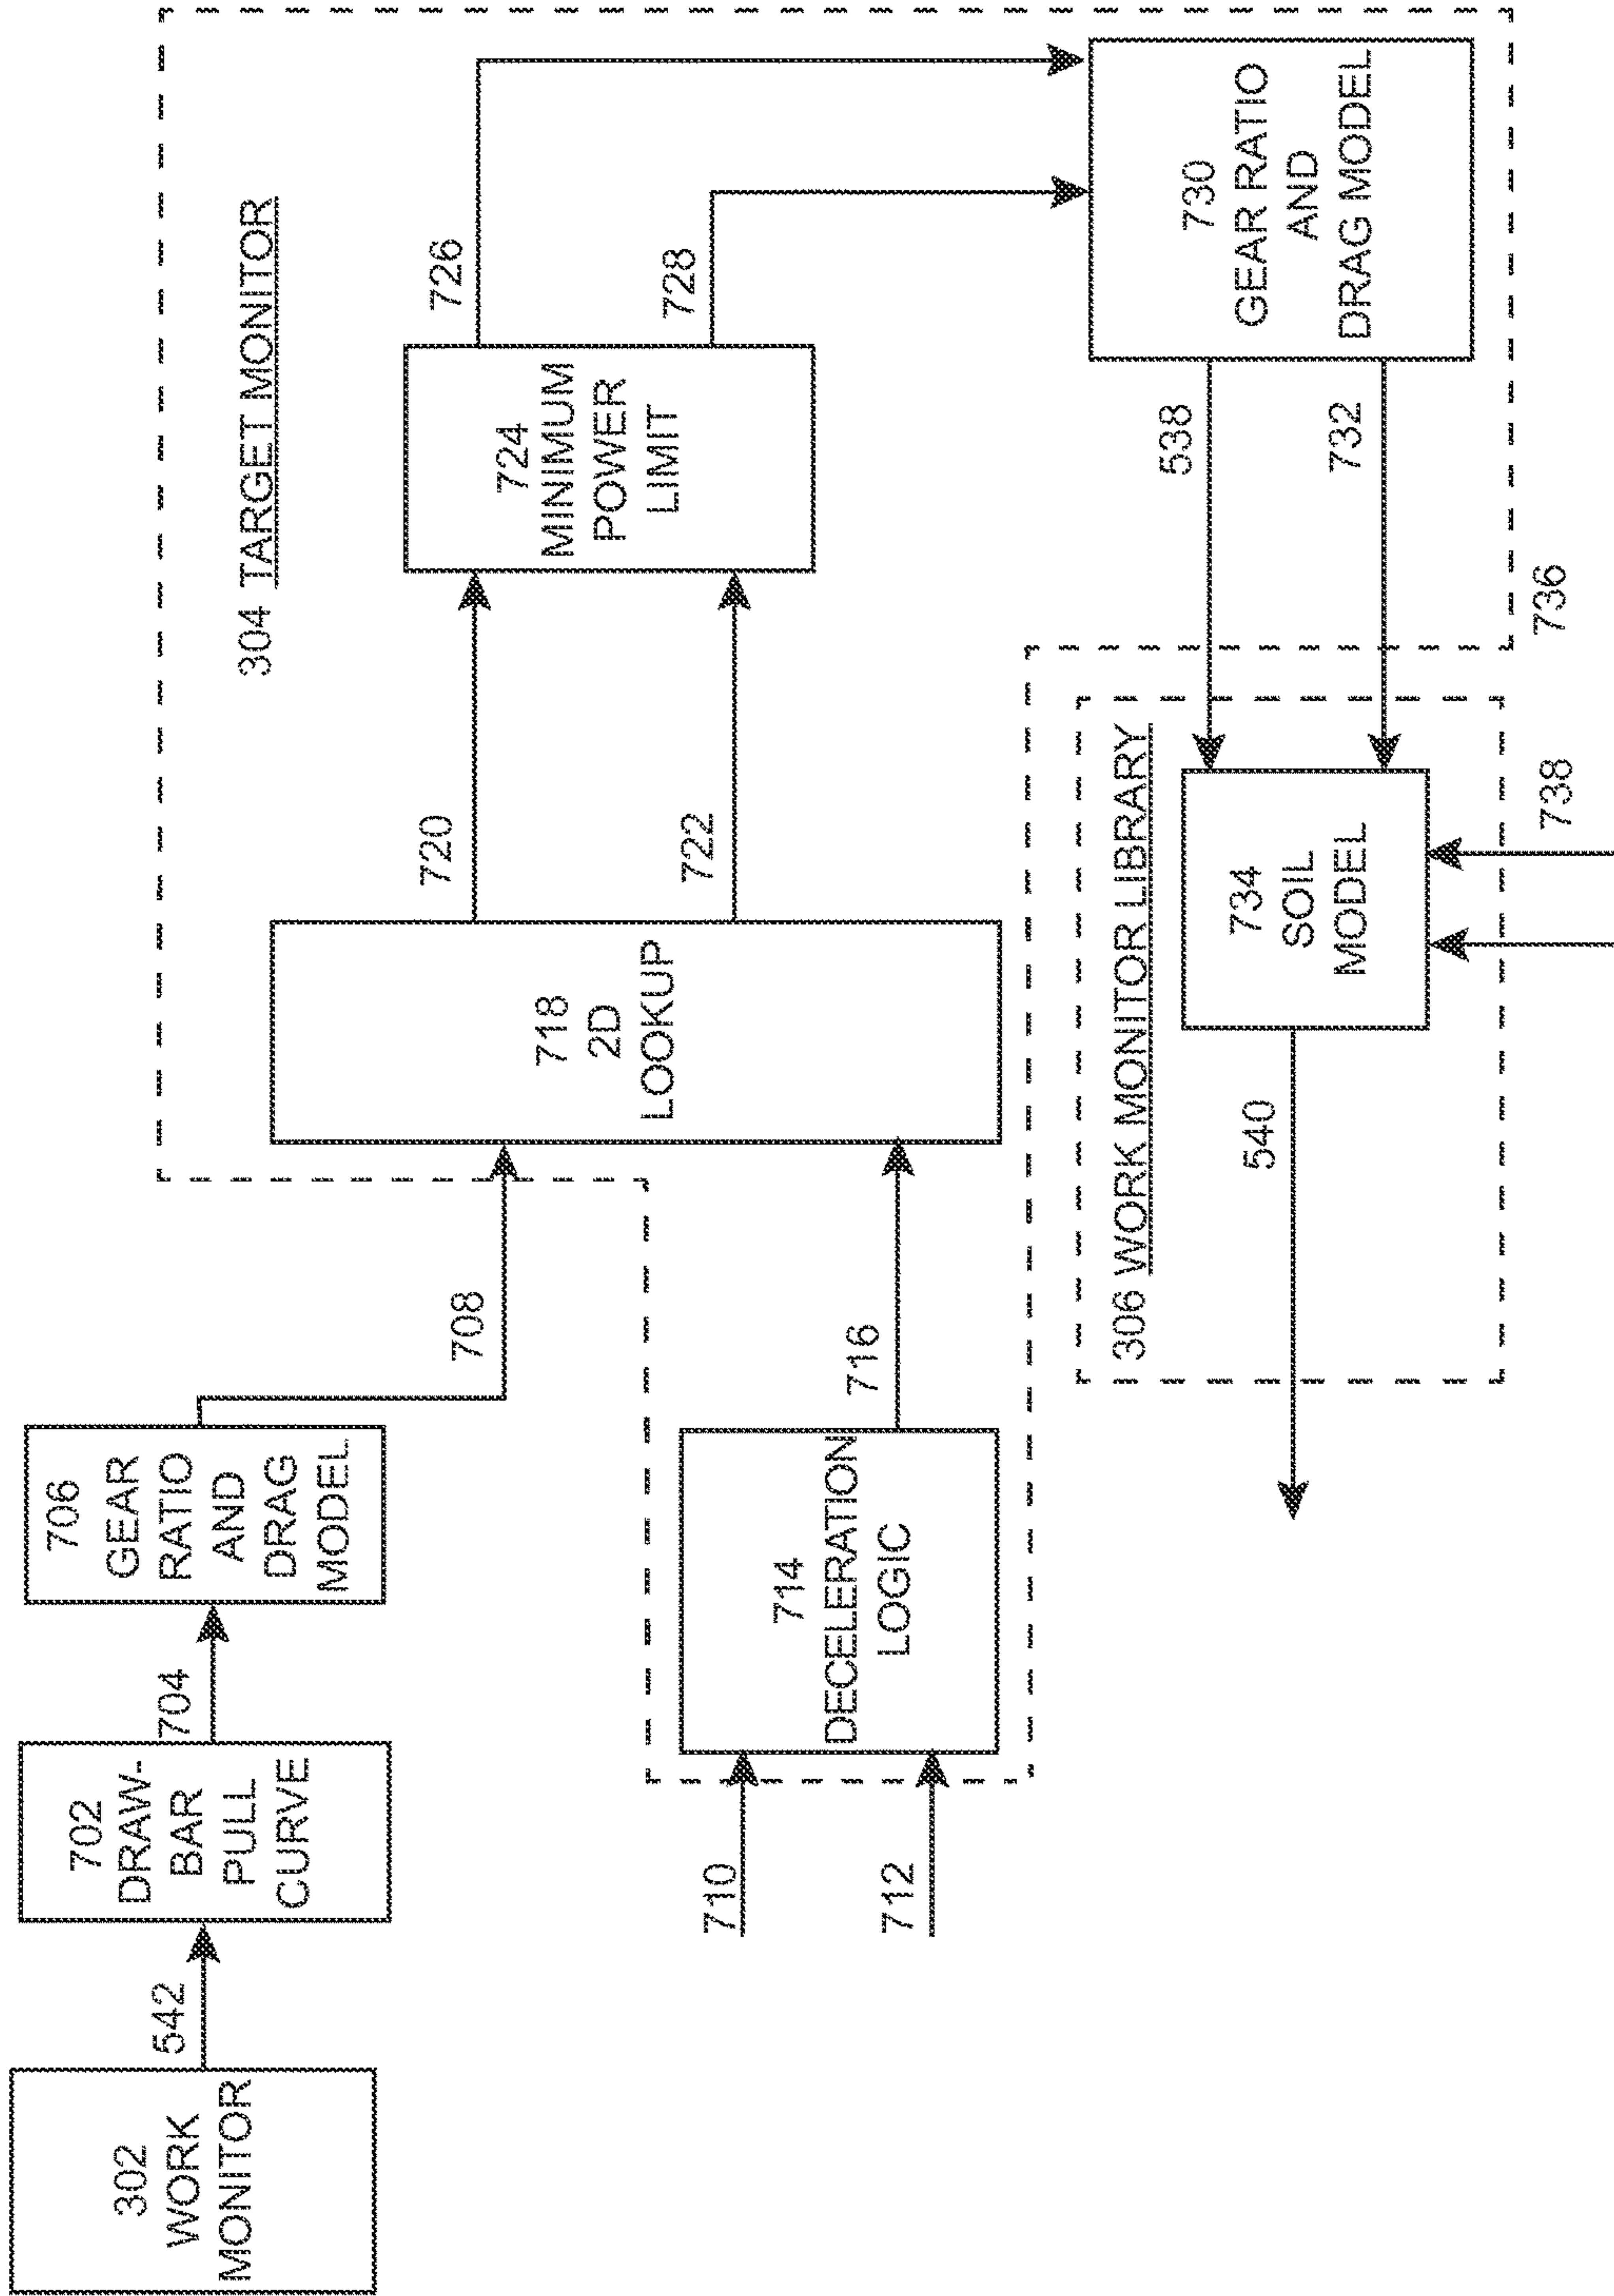 302
WORK
MONITOR
542
702
DRAW-
BAR
PULL
CURVE
704
706
GEAR
RATIO
AND
DRAG
MODEL
708
710
712
714
DECELERATION
LOGIC
716
304 TARGET MONITOR
718
2D
LOOKUP
720
722
724
MINIMUM
POWER
LIMIT
726
728
730
GEAR RATIO
AND
DRAG MODEL
538
732
306 WORK MONITOR LIBRARY
734
SOIL
MODEL
540
736
738